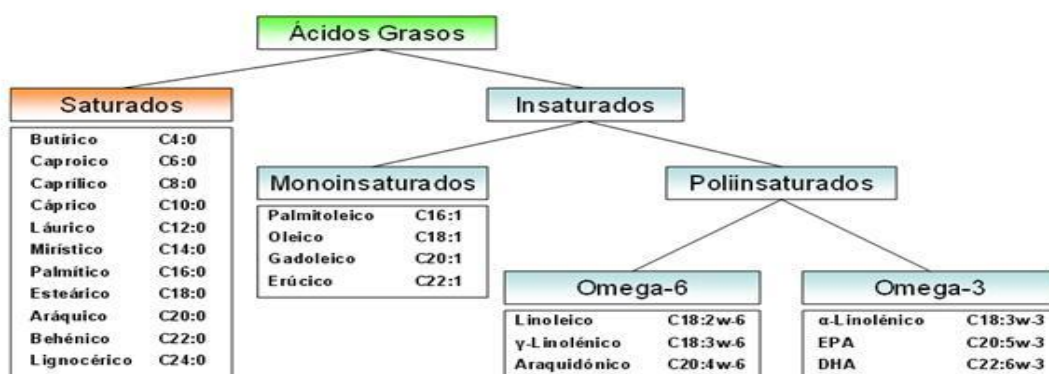 Ácidos Grasos
Saturados
Insaturados
Butírico C4:0
Caproico C6:0
Caprílico C8:0
Cáprico C10:0
Láurico C12:0
Mirístico C14:0
Palmítico C16:0
Esteárico C18:0
Aráquico C20:0
Behénico C22:0
Lignocérico C24:0
Monoinsaturados
Palmitoleico C16:1
Oleico C18:1
Gadoleico C20:1
Erúcico C22:1
Poliinsaturados
Omega-6
Linoleico C18:2w-6
γ-Linolénico C18:3w-6
Araquidónico C20:4w-6
Omega-3
α-Linolénico C18:3w-3
EPA C20:5w-3
DHA C22:6w-3